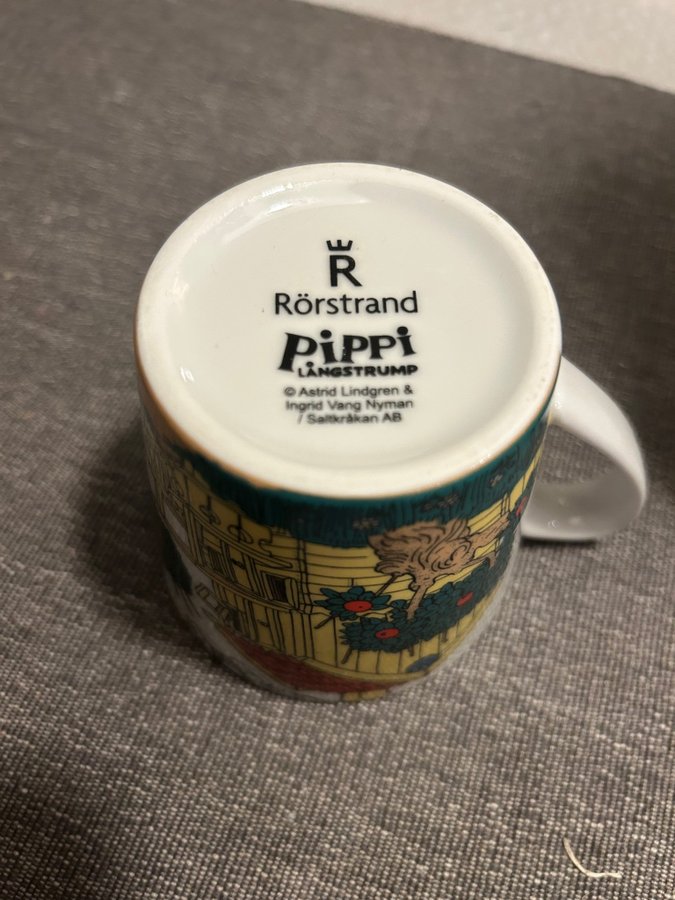 R
Rörstrand
PiPPi
LÅNGSTRUMP
© Astrid Lindgren &
Ingrid Vang Nyman
/ Saltkråkan AB